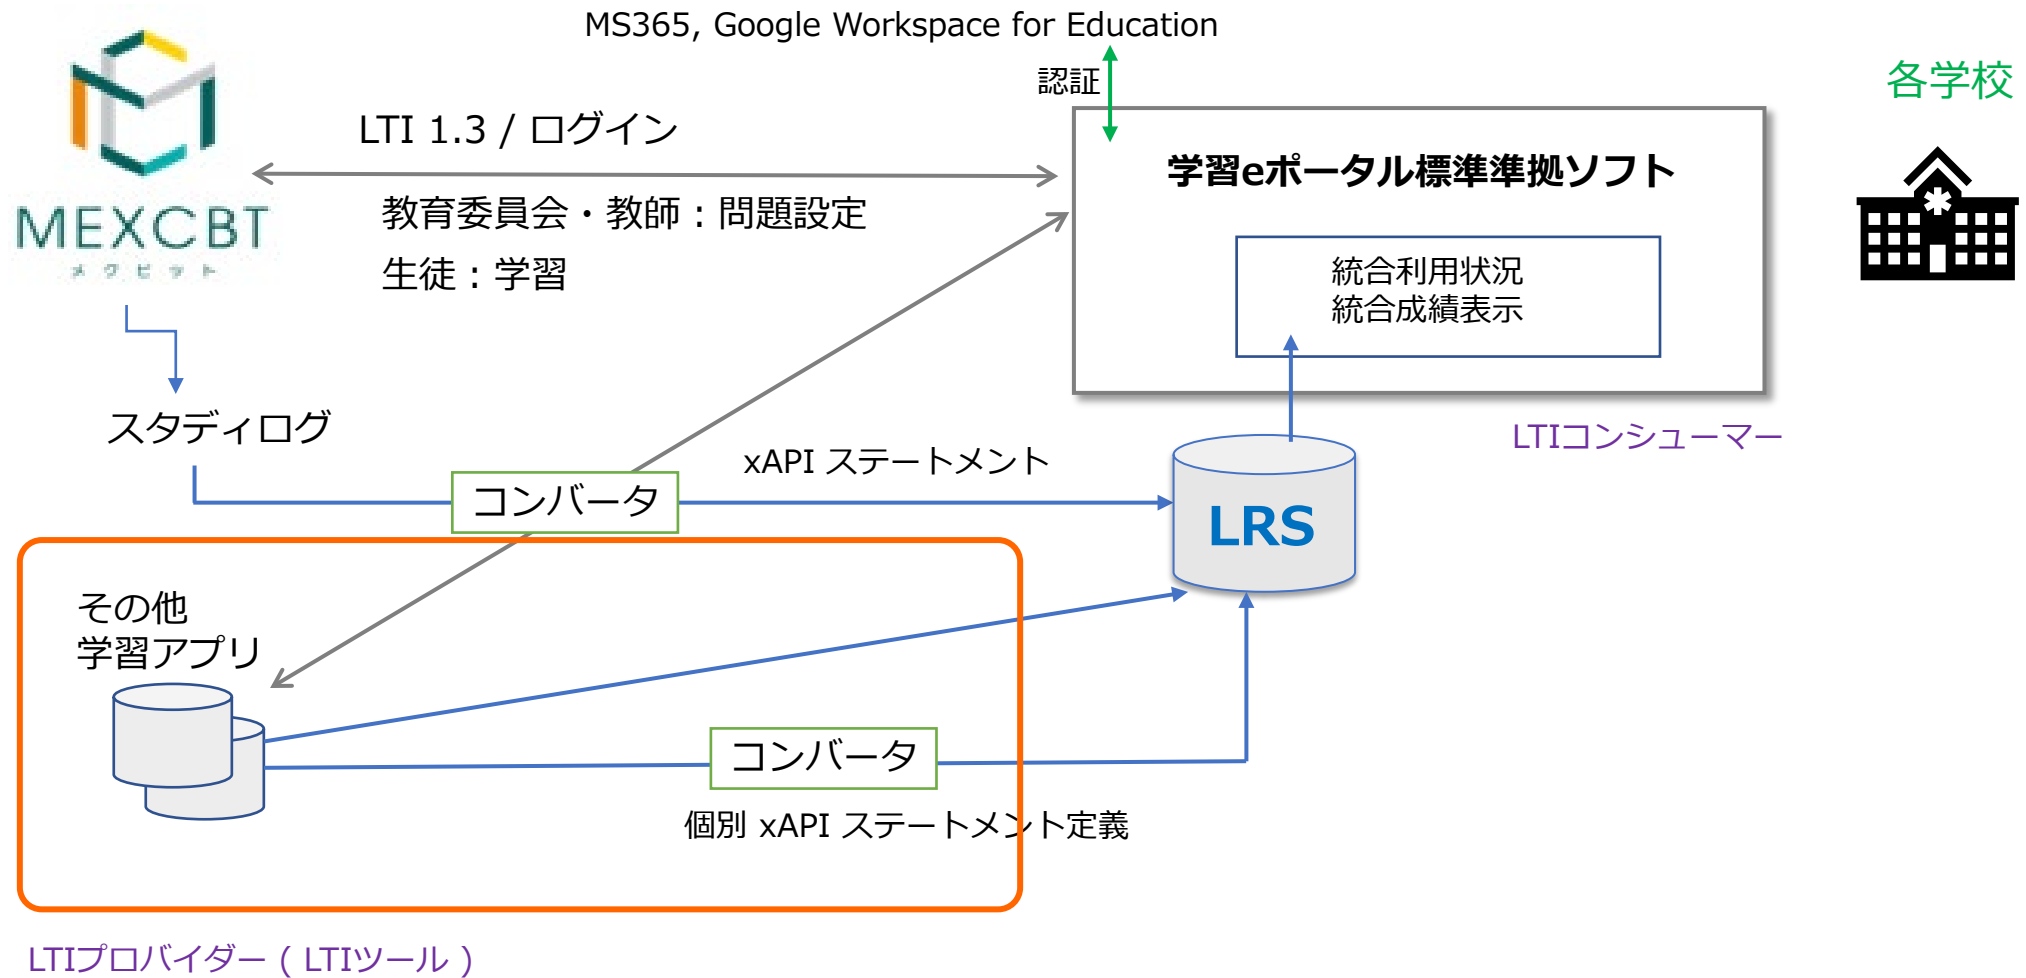 MS365, Google Workspace for Education
認証
各学校
LTI 1.3 / ログイン
学習eポータル標準準拠ソフト
MEXCBT
メクビット
教育委員会・教師：問題設定
生徒：学習
統合利用状況
統合成績表示
スタディログ
LTIコンシューマー
xAPI ステートメント
コンバータ
LRS
その他
学習アプリ
コンバータ
個別 xAPI ステートメント定義
LTIプロバイダー ( LTIツール )